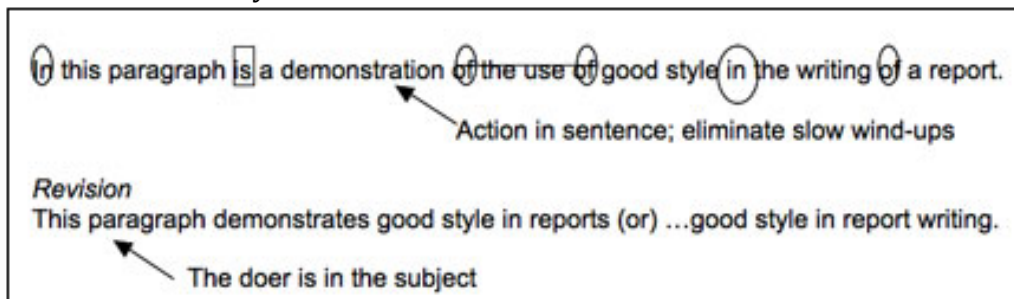 In this paragraph is a demonstration of the use of good style in the writing of a report.
Action in sentence; eliminate slow wind-ups
Revision
This paragraph demonstrates good style in reports (or) …good style in report writing.
The doer is in the subject